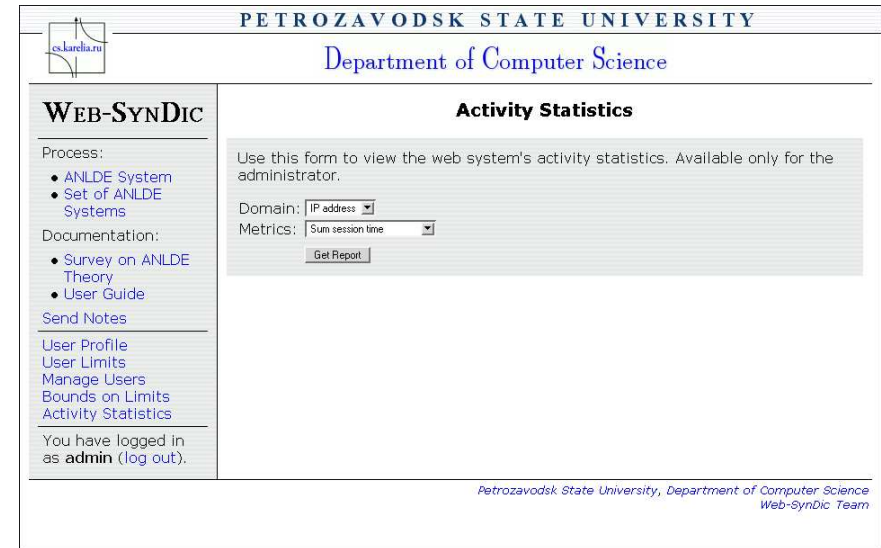 PETROZAVODSK STATE UNIVERSITY
cs.karelia.ru
Department of Computer Science
WEB-SYNDIC
Process:
ANLDE System
Set of ANLDE
Systems
Documentation:
Survey on ANLDE
Theory
User Guide
Send Notes
User Profile
User Limits
Manage Users
Bounds on Limits
Activity Statistics
You have logged in
as admin (log out).
Activity Statistics
Use this form to view the web system's activity statistics. Available only for the
administrator.
Domain: IP address
Metrics: Sum session time
Get Report
Petrozavodsk State University, Department of Computer Science
Web-SynDic Team